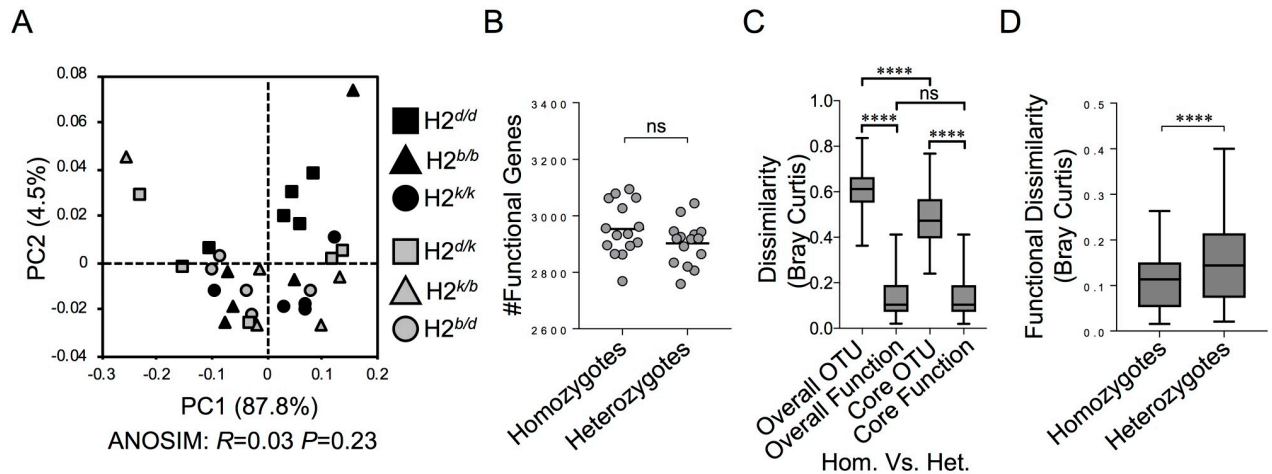 A
PC2 (4.5%)
0.08
0.06
0.04
0.02
0
-0.02
-0.04
-0.3
-0.2
-0.1
0
0.1
0.2
PC1 (87.8%)
ANOSIM: R=0.03 P=0.23
H2d/d
H2b/b
H2k/k
H2d/k
H2k/b
H2b/d
B
#Functional Genes
3400
3200
3000
2800
2600
ns
Homozygotes
Heterozygotes
C
Dissimilarity
(Bray Curtis)
1.0
0.8
0.6
0.4
0.2
0.0
****
ns
****
****
Overall OTU
Overall Function
Core OTU
Core Function
Hom. Vs. Het.
D
Functional Dissimilarity
(Bray Curtis)
0.5
0.4
0.3
0.2
0.1
0.0
****
Homozygotes
Heterozygotes